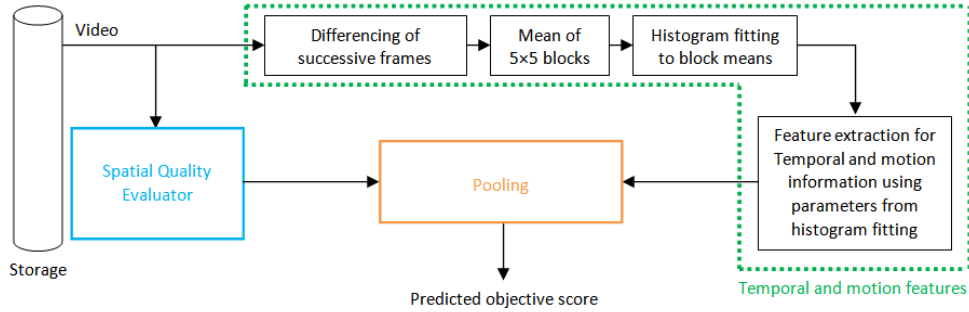 Video
Differencing of
successive frames
Mean of
5×5 blocks
Histogram fitting
to block means
Spatial Quality
Evaluator
Pooling
Feature extraction for
Temporal and motion
information using
parameters from
histogram fitting
Storage
Predicted objective score
Temporal and motion features